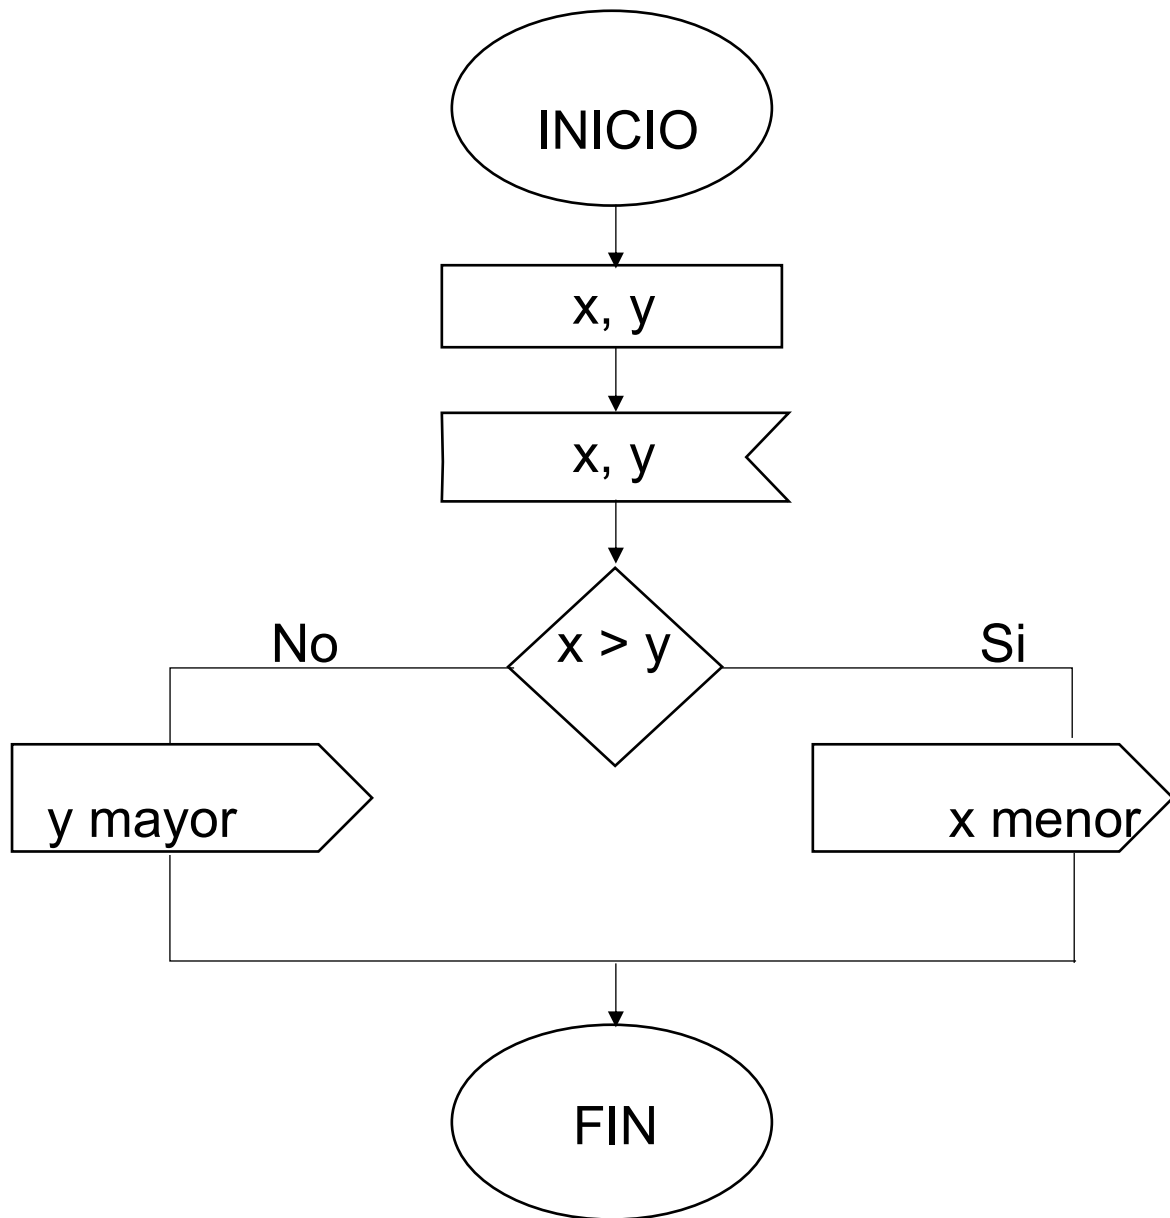 INICIO
x, y
x, y
x > y
No
Si
y mayor
x menor
FIN